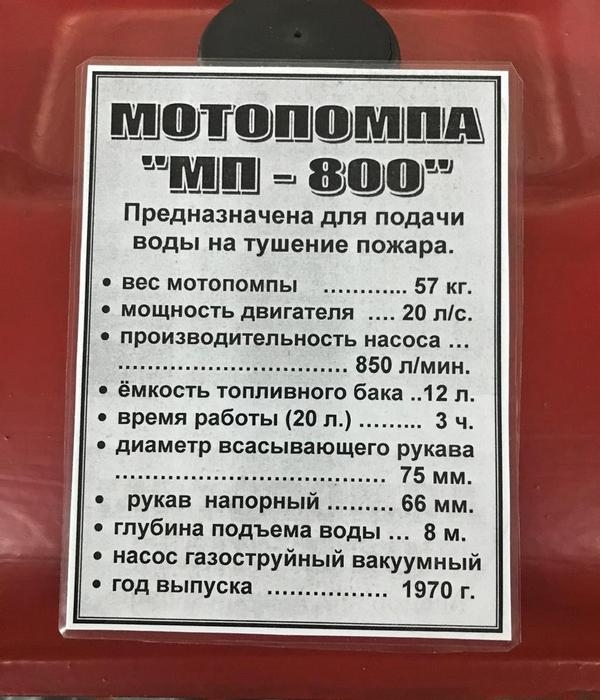 МОТОПОМПА
"МП - 800"
Предназначена для подачи
воды на тушение пожара.
• вес мотопомпы ........... 57 кг.
• мощность двигателя .... 20 л/с.
• производительность насоса ...
............................. 850 л/мин.
• ёмкость топливного бака ..12 л.
• время работы (20 л.) ......... 3 ч.
• диаметр всасывающего рукава
.................................. 75 мм.
• рукав напорный ......... 66 мм.
• глубина подъема воды ... 8 м.
• насос газоструйный вакуумный
• год выпуска ................ 1970 г.